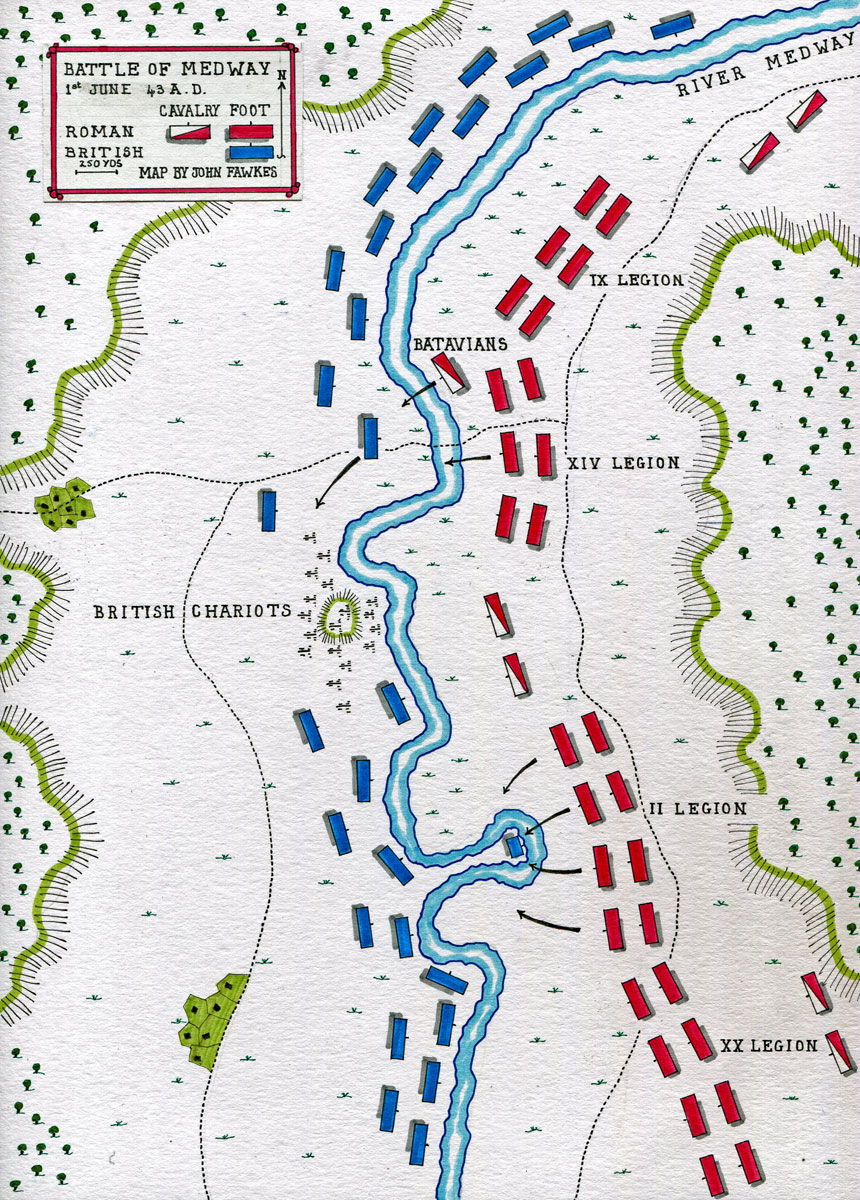 BATTLE OF MEDWAY
1st JUNE 43 A.D.
N
CAVALRY FOOT
ROMAN
BRITISH
250 YDS
MAP BY JOHN FAWKES
RIVER MEDWAY
IX LEGION
BATAVIANS
XIV LEGION
BRITISH CHARIOTS
II LEGION
XX LEGION